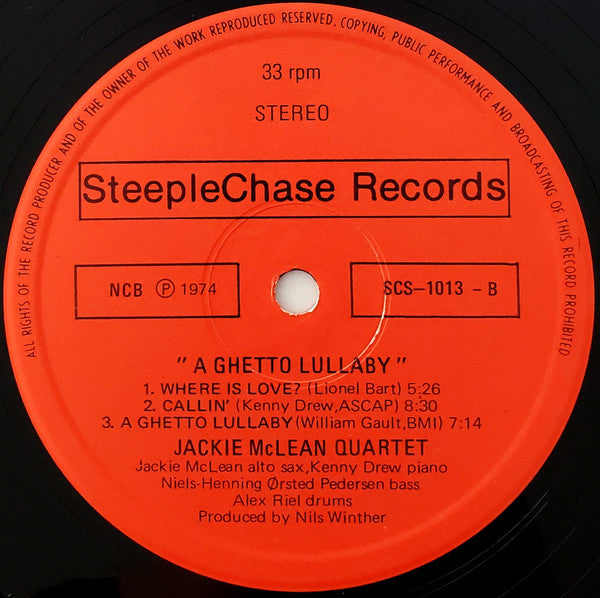 ALL RIGHTS OF THE RECORD PRODUCER AND OF THE OWNER OF THE WORK REPRODUCED RESERVED. COPYING, PUBLIC PERFORMANCE AND BROADCASTING OF THIS RECORD PROHIBITED
33 rpm
STEREO
SteepleChase Records
NCB Ⓟ 1974
SCS-1013 - B
"A GHETTO LULLABY"
1. WHERE IS LOVE? (Lionel Bart) 5:26
2. CALLIN' (Kenny Drew,ASCAP) 8:30
3. A GHETTO LULLABY (William Gault,BMI) 7:14
JACKIE McLEAN QUARTET
Jackie McLean alto sax,Kenny Drew piano
Niels-Henning Ørsted Pedersen bass
Alex Riel drums
Produced by Nils Winther